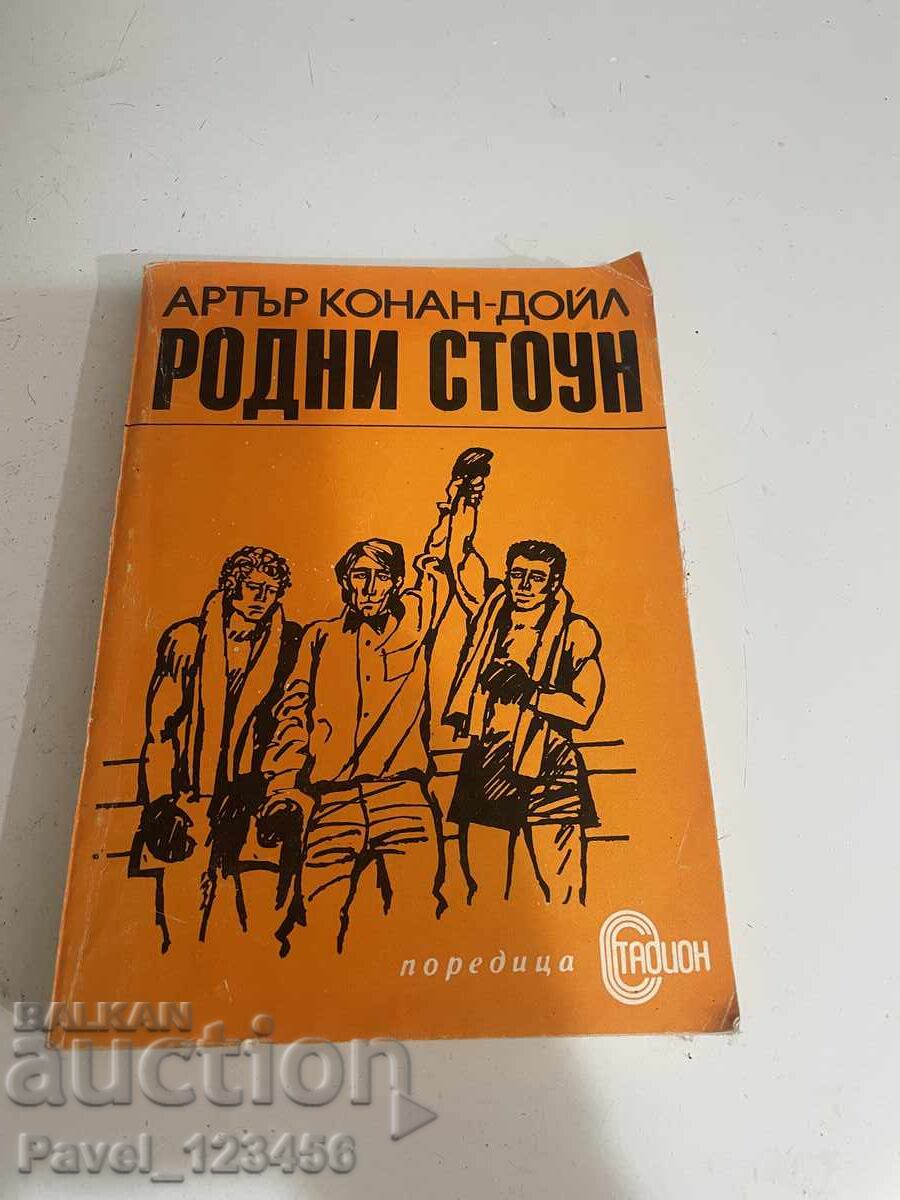 АРТЪР КОНАН-ДОЙЛ
РОДНИ СТОУН
поредица СТАДИОН
BALKAN
auction
Pavel_123456